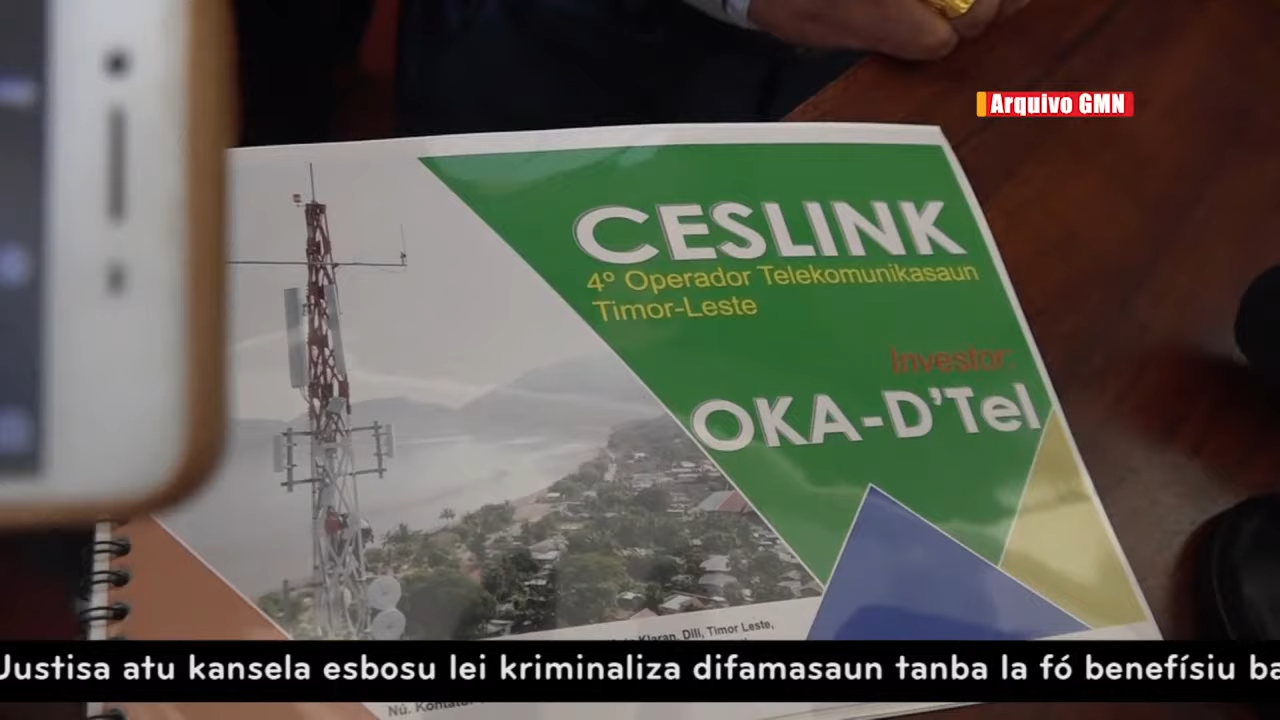 Arquivo GMN
CESLINK
4º Operador Telekomunikasaun
Timor-Leste
Investor:
OKA-D'Tel
Klaran, Dili, Timor Leste,
Justisa atu kansela esbosu lei kriminaliza difamasaun tanba la fó benefísiu
Nú.